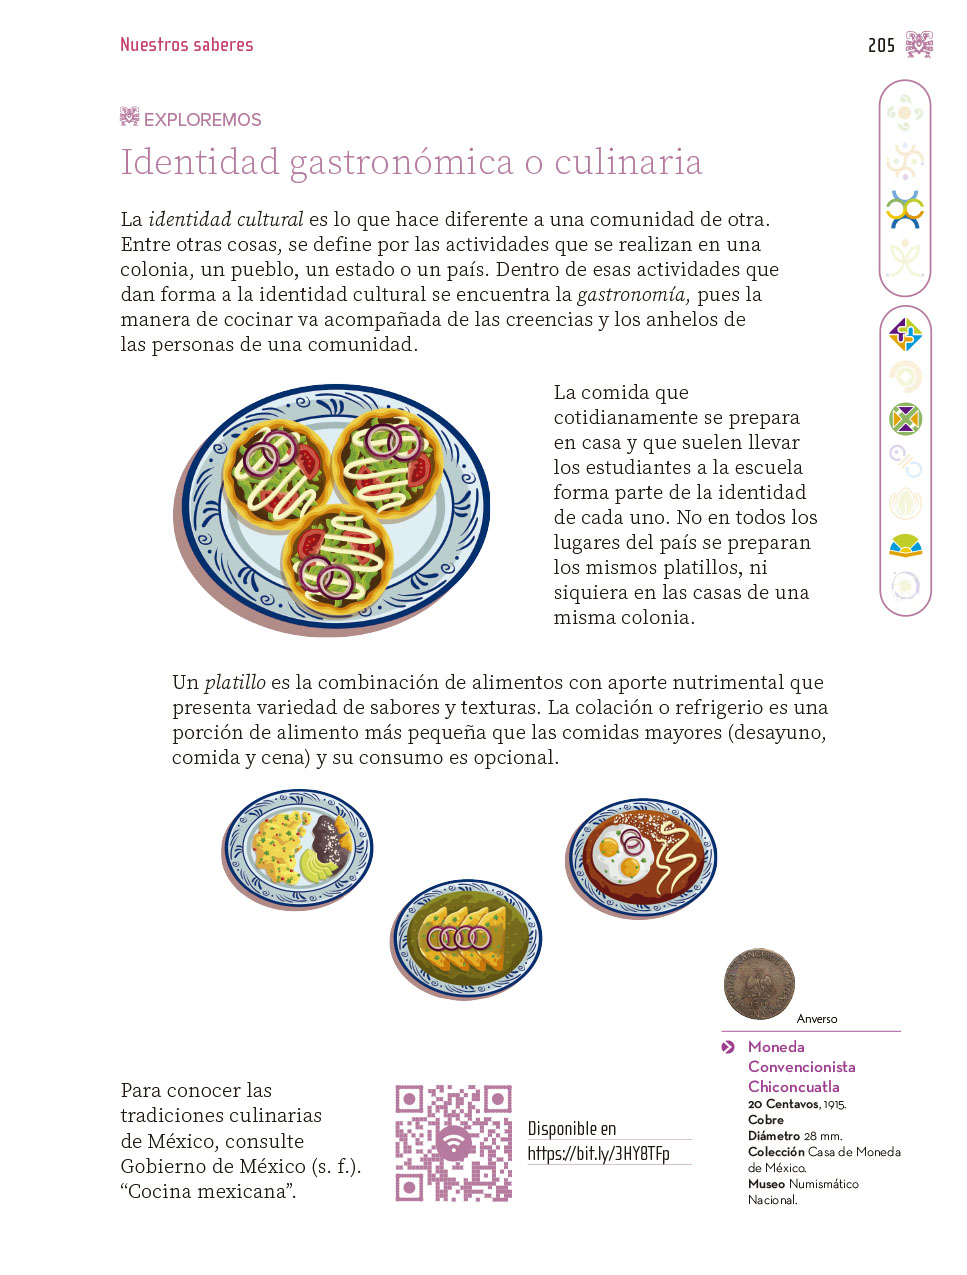 Nuestros saberes
205
EXPLOREMOS
Identidad gastronómica o culinaria
La identidad cultural es lo que hace diferente a una comunidad de otra.
Entre otras cosas, se define por las actividades que se realizan en una
colonia, un pueblo, un estado o un país. Dentro de esas actividades que
dan forma a la identidad cultural se encuentra la gastronomía, pues la
manera de cocinar va acompañada de las creencias y los anhelos de
las personas de una comunidad.
La comida que
cotidianamente se prepara
en casa y que suelen llevar
los estudiantes a la escuela
forma parte de la identidad
de cada uno. No en todos los
lugares del país se preparan
los mismos platillos, ni
siquiera en las casas de una
misma colonia.
Un platillo es la combinación de alimentos con aporte nutrimental que
presenta variedad de sabores y texturas. La colación o refrigerio es una
porción de alimento más pequeña que las comidas mayores (desayuno,
comida y cena) y su consumo es opcional.
Anverso
Moneda
Convencionista
Chiconcuatla
20 Centavos, 1915.
Cobre
Diámetro 28 mm.
Colección Casa de Moneda
de México.
Museo Numismático
Nacional.
Para conocer las
tradiciones culinarias
de México, consulte
Gobierno de México (s. f.).
“Cocina mexicana”.
Disponible en
https://bit.ly/3HY8TFp